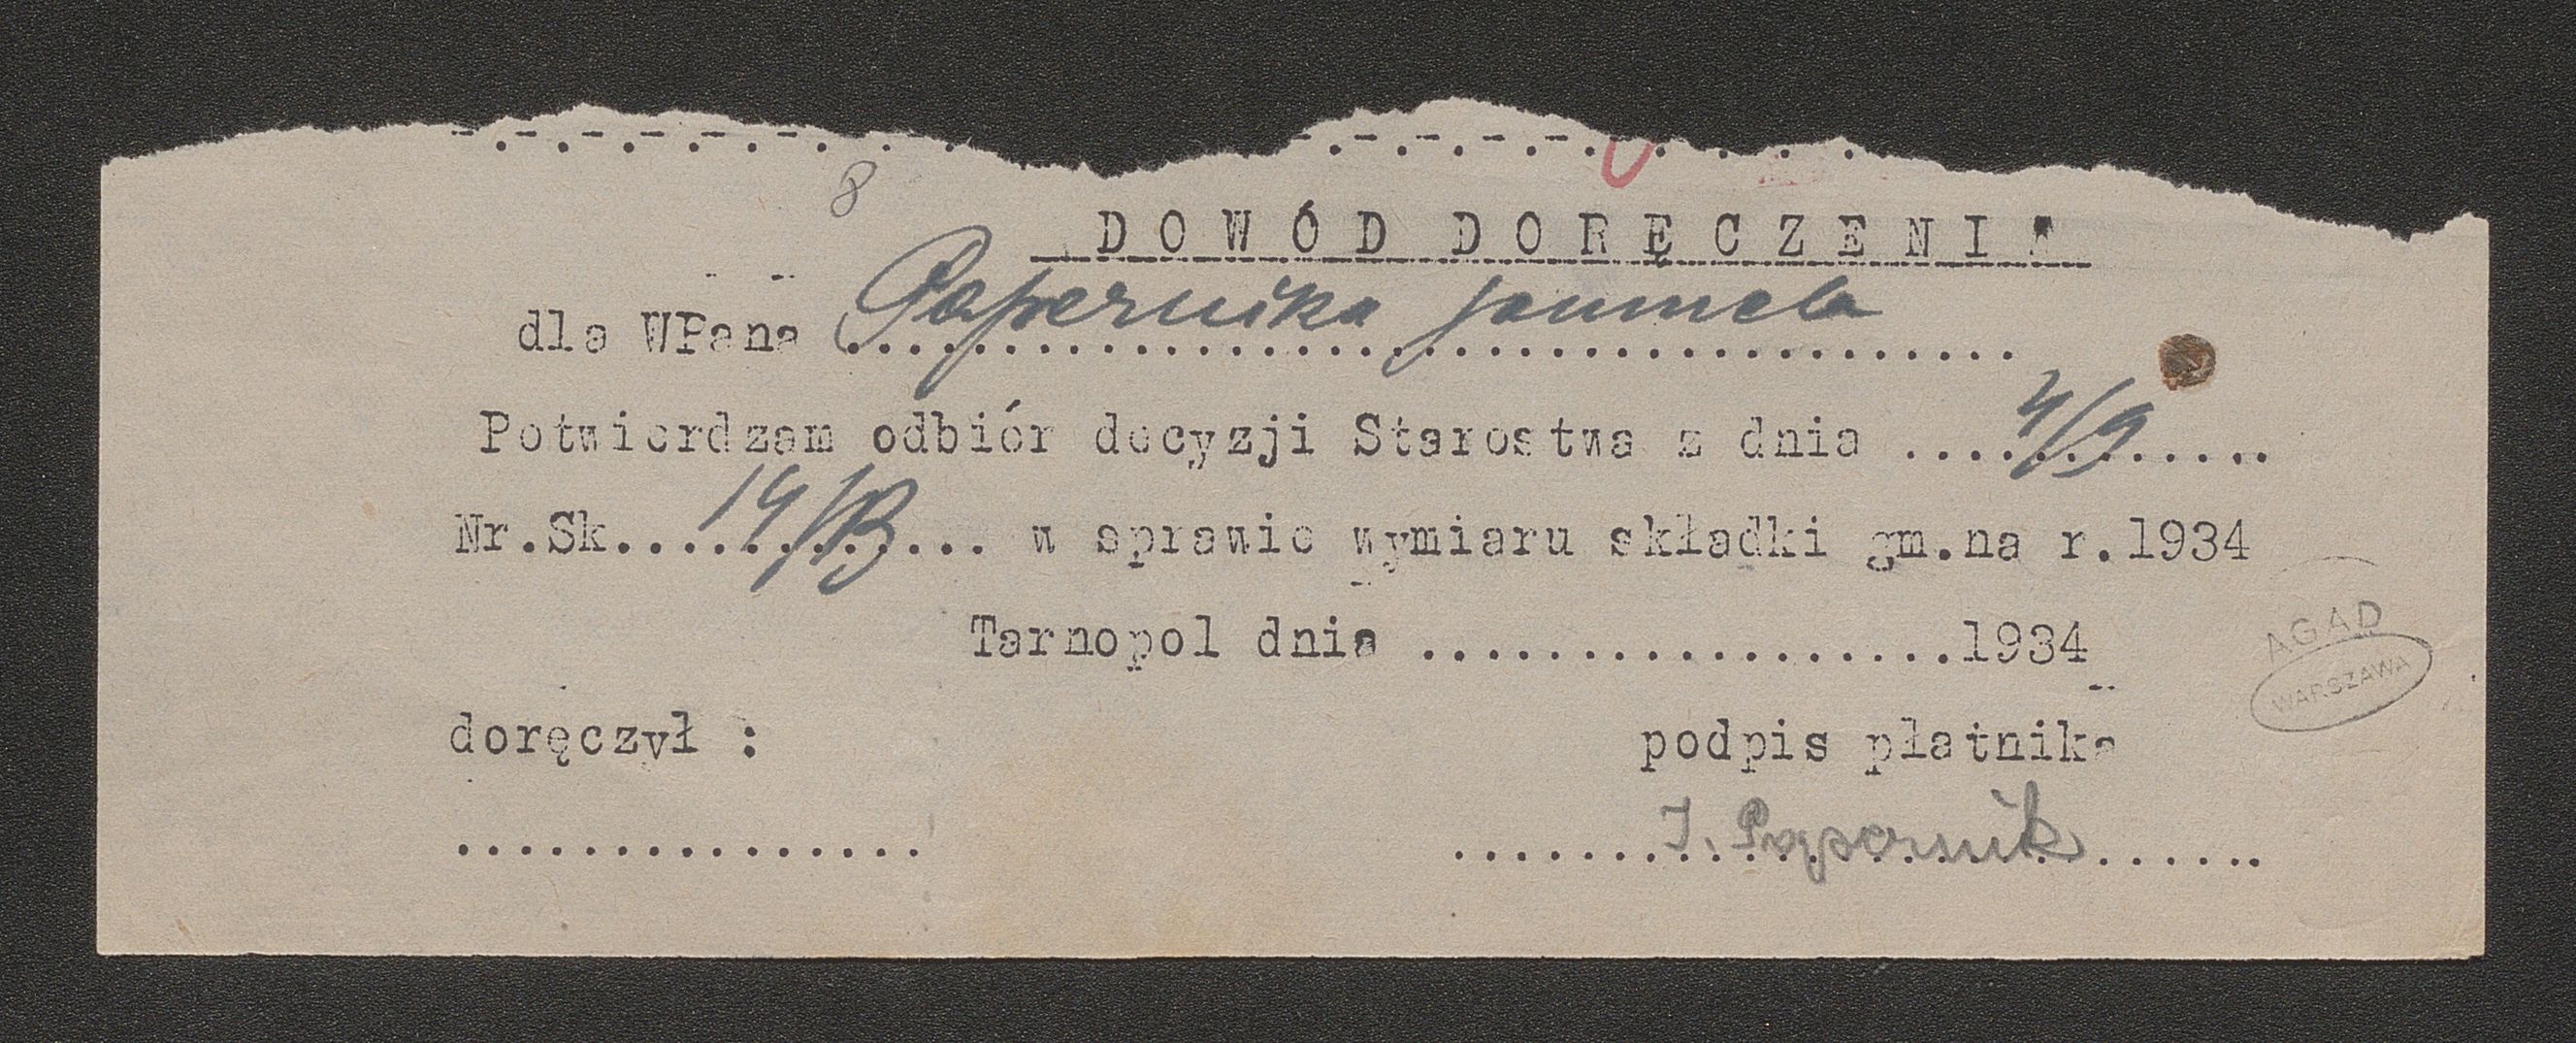 8
DOWÓD DORĘCZENIA
dla WPana Papernika Jaumela
Potwierdzam odbiór decyzji Starostwa z dnia ....4/9........
Nr.Sk....14/B...... w sprawie wymiaru składki gm.na r.1934
Tarnopol dnia .................1934
doręczył :
podpis płatnika
............... 
I. Papernik
AGAD
WARSZAWA